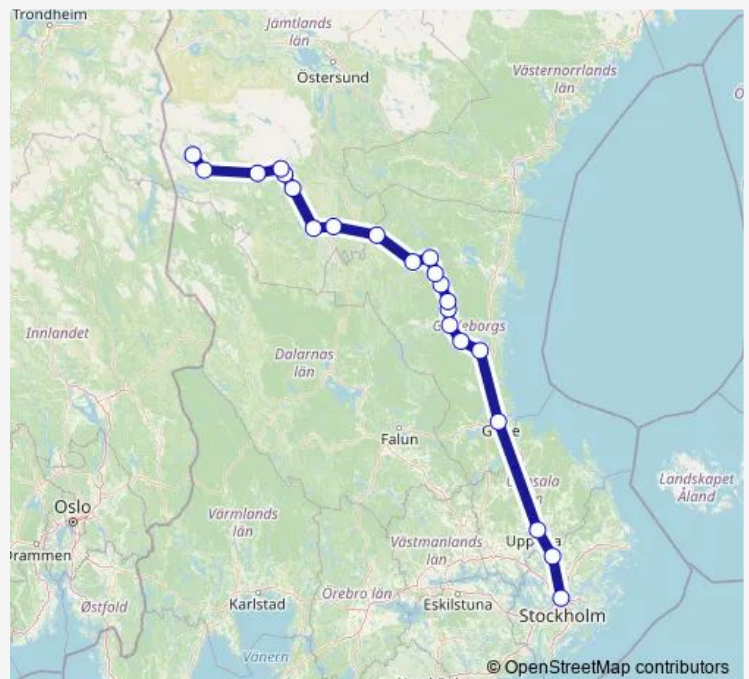 Trondheim
Jämtlands
län
Östersund
Västernorrlands
län
Innlandet
Dalarnas
län
Falun
Landskapet
Åland
Oslo
Värmlands
län
Västmanlands
län
Drammen
Østfold
Karlstad
Örebro län
Eskilstuna
Stockholm
Vänern
© OpenStreetMap contributors